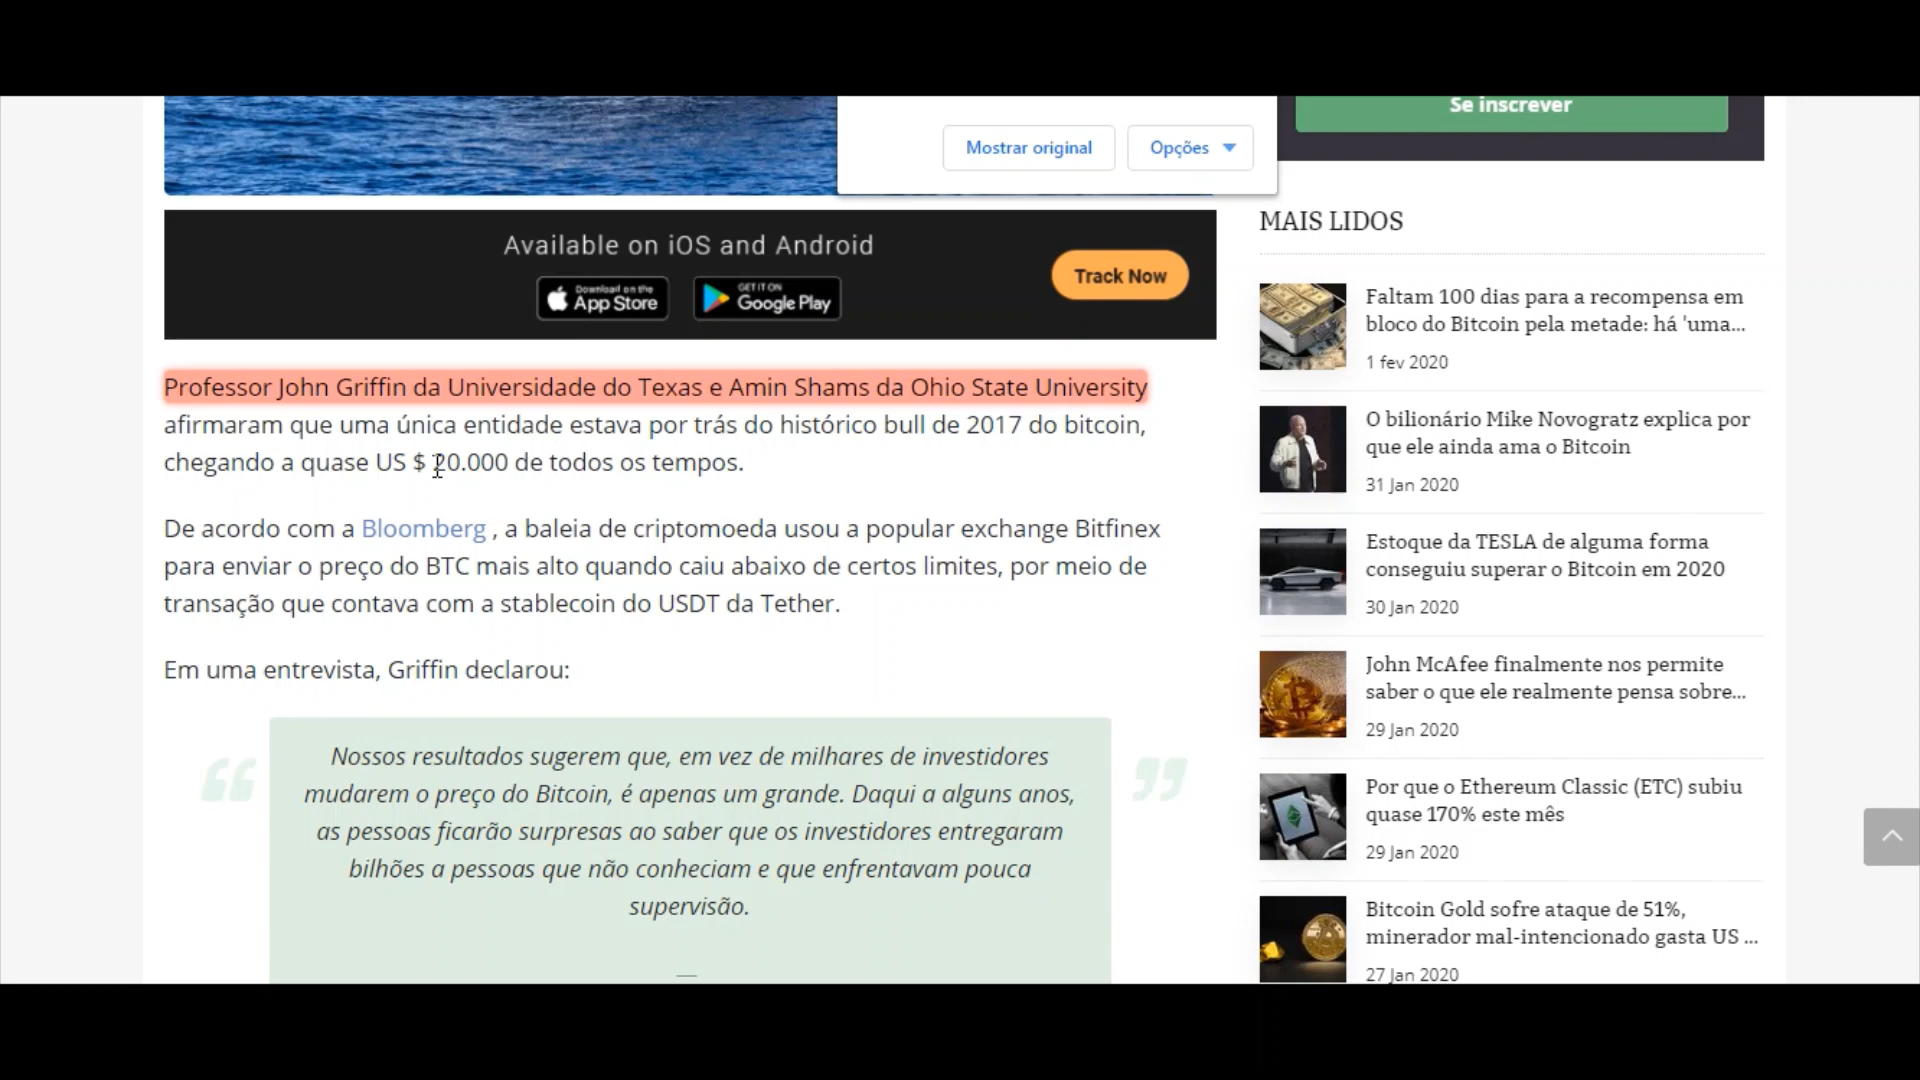 Se inscrever
Mostrar original
Opções
Available on iOS and Android
Download on the
App Store
GET IT ON
Google Play
Track Now
Professor John Griffin da Universidade do Texas e Amin Shams da Ohio State University
afirmaram que uma única entidade estava por trás do histórico bull de 2017 do bitcoin,
chegando a quase US $ 20.000 de todos os tempos.
De acordo com a Bloomberg , a baleia de criptomoeda usou a popular exchange Bitfinex
para enviar o preço do BTC mais alto quando caiu abaixo de certos limites, por meio de
transação que contava com a stablecoin do USDT da Tether.
Em uma entrevista, Griffin declarou:
“ Nossos resultados sugerem que, em vez de milhares de investidores ”
mudarem o preço do Bitcoin, é apenas um grande. Daqui a alguns anos,
as pessoas ficarão surpresas ao saber que os investidores entregaram
bilhões a pessoas que não conheciam e que enfrentavam pouca
supervisão.
—
MAIS LIDOS
Faltam 100 dias para a recompensa em
bloco do Bitcoin pela metade: há 'uma...
1 fev 2020
O bilionário Mike Novogratz explica por
que ele ainda ama o Bitcoin
31 Jan 2020
Estoque da TESLA de alguma forma
conseguiu superar o Bitcoin em 2020
30 Jan 2020
John McAfee finalmente nos permite
saber o que ele realmente pensa sobre...
29 Jan 2020
Por que o Ethereum Classic (ETC) subiu
quase 170% este mês
29 Jan 2020
Bitcoin Gold sofre ataque de 51%,
minerador mal-intencionado gasta US ...
27 Jan 2020